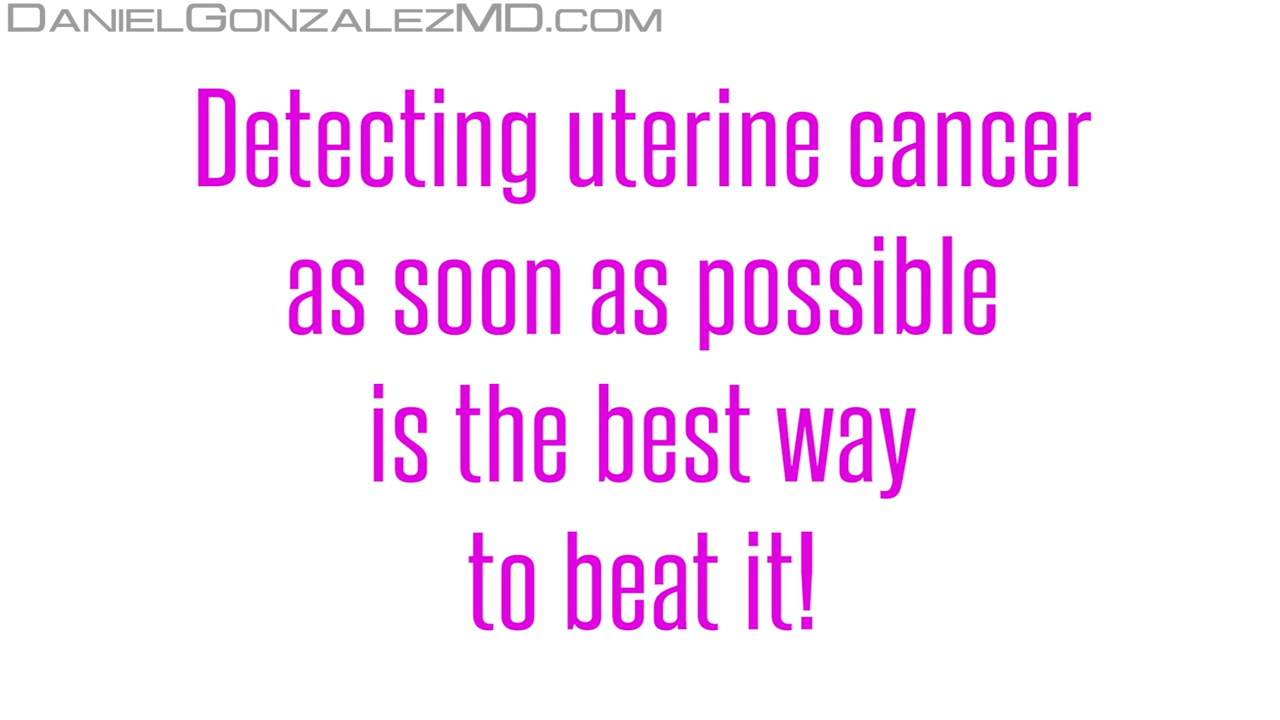 DanielGonzalezMD.com
Detecting uterine cancer
as soon as possible
is the best way
to beat it!